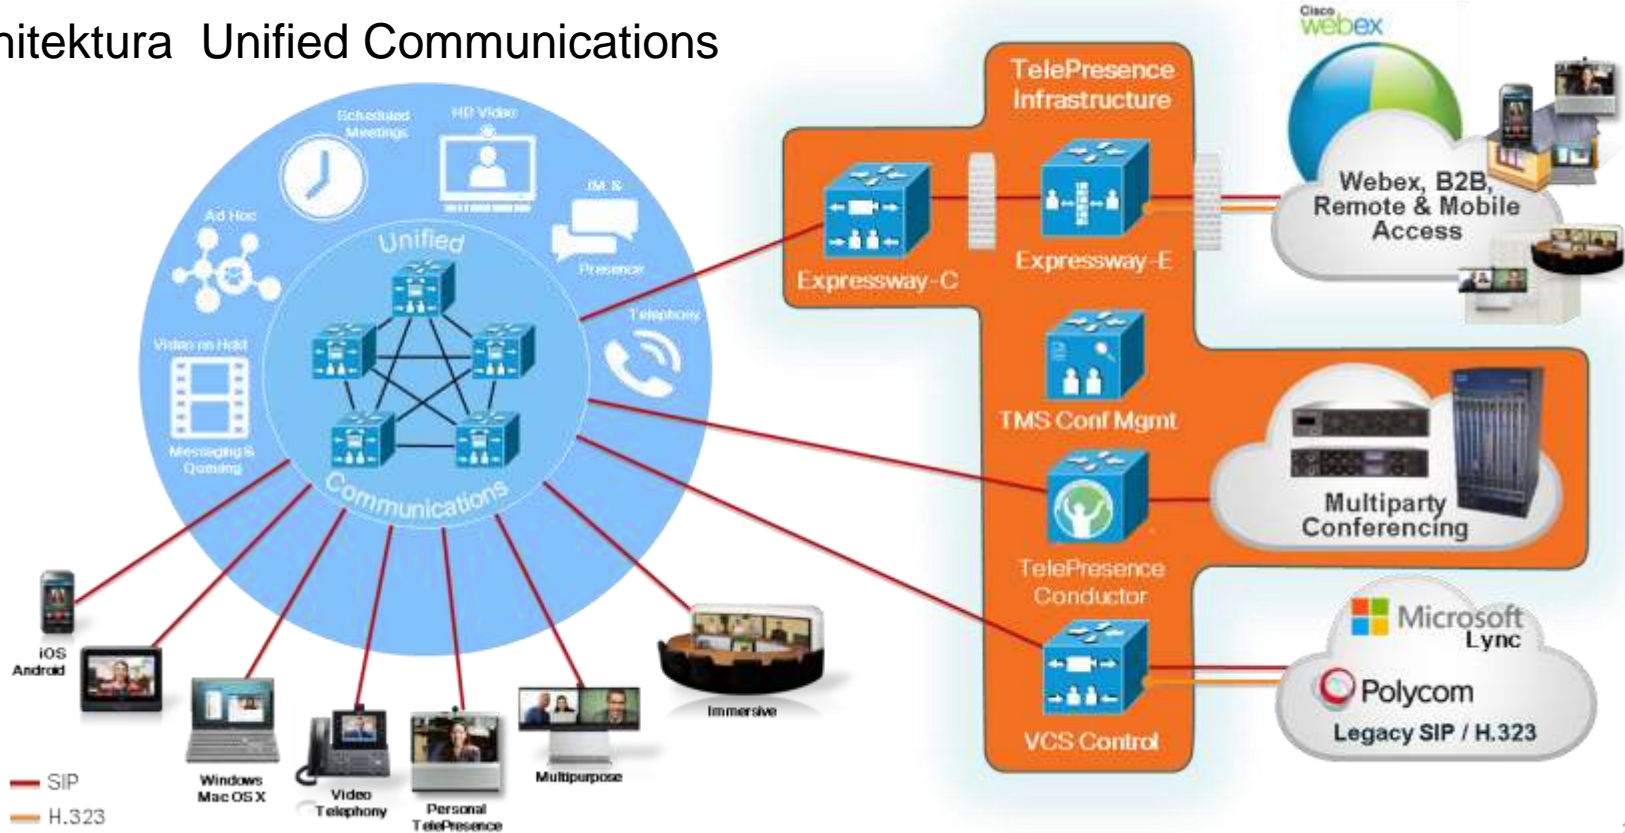 hitektura Unified Communications
Scheduled
Meetings
HD Video
IM &
Presence
Ad Hoc
Telephony
Video on Hold
Messaging &
Queuing
Unified
Communications
TelePresence
Infrastructure
Expressway-C
Expressway-E
TMS Conf Mgmt
TelePresence
Conductor
VCS Control
Cisco
webex
Webex, B2B,
Remote & Mobile
Access
Multiparty
Conferencing
Microsoft
Lync
Polycom
Legacy SIP / H.323
iOS
Android
Windows
Mac OS X
Video
Telephony
Personal
TelePresence
Multipurpose
Immersive
SIP
H.323